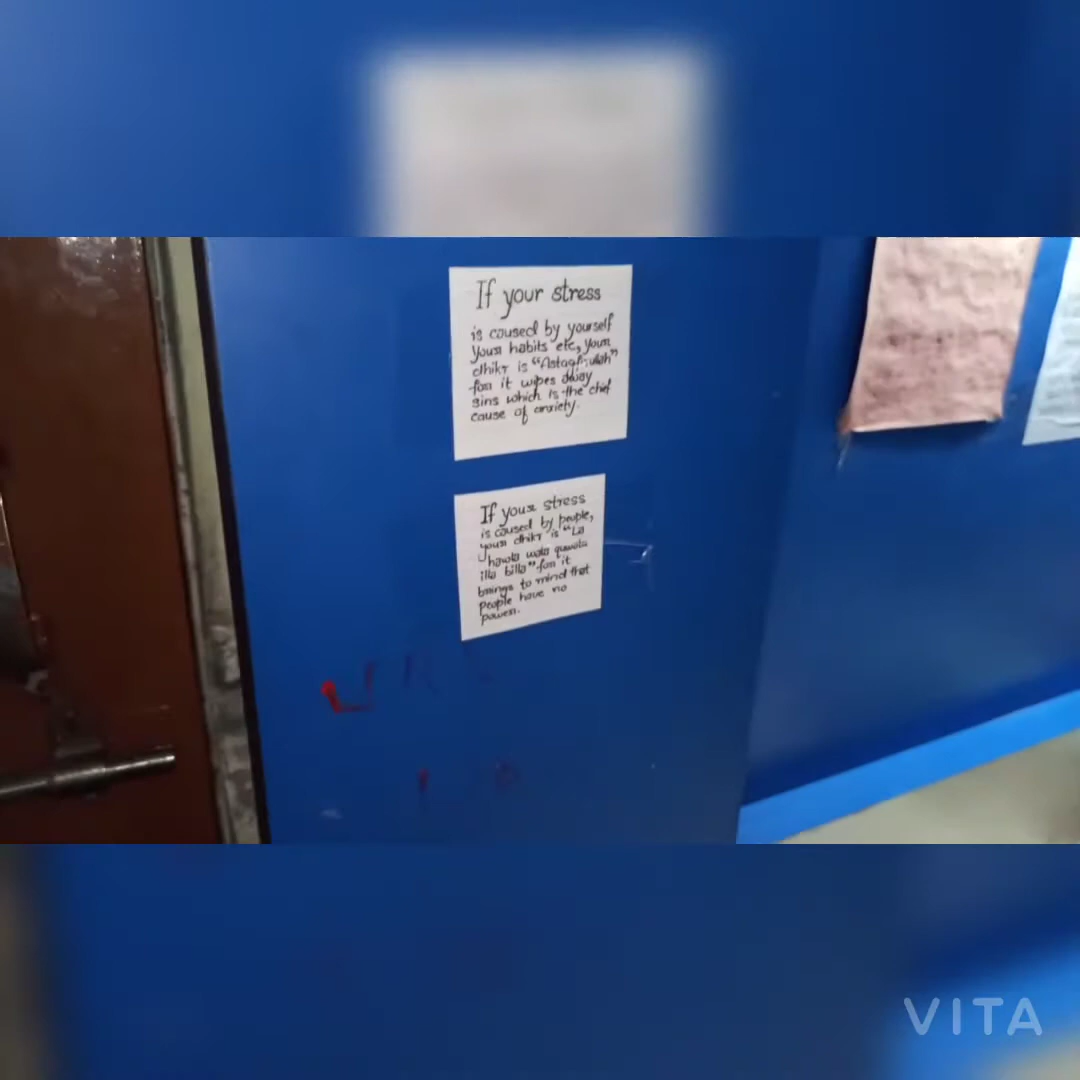 If your stress
is caused by yourself
your habits etc, your
dhikr is "Astaghfirullah"
for it wipes away
sins which is the chief
cause of anxiety.
If your stress
is caused by people,
your dhikr is "La
hawla wala quwata
illa billa" for it
brings to mind that
people have no
power.
VITA